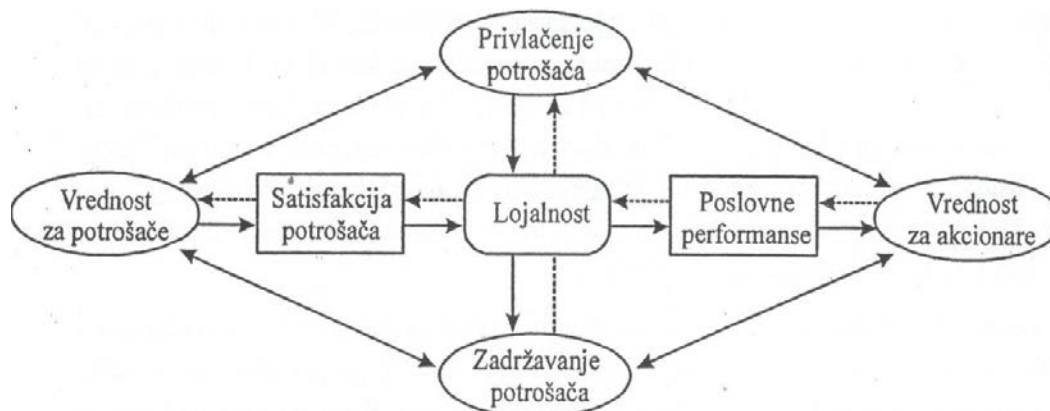 Privlačenje
potrošača
Vrednost
za potrošače
Satisfakcija
potrošača
Lojalnost
Poslovne
performanse
Vrednost
za akcionare
Zadržavanje
potrošača